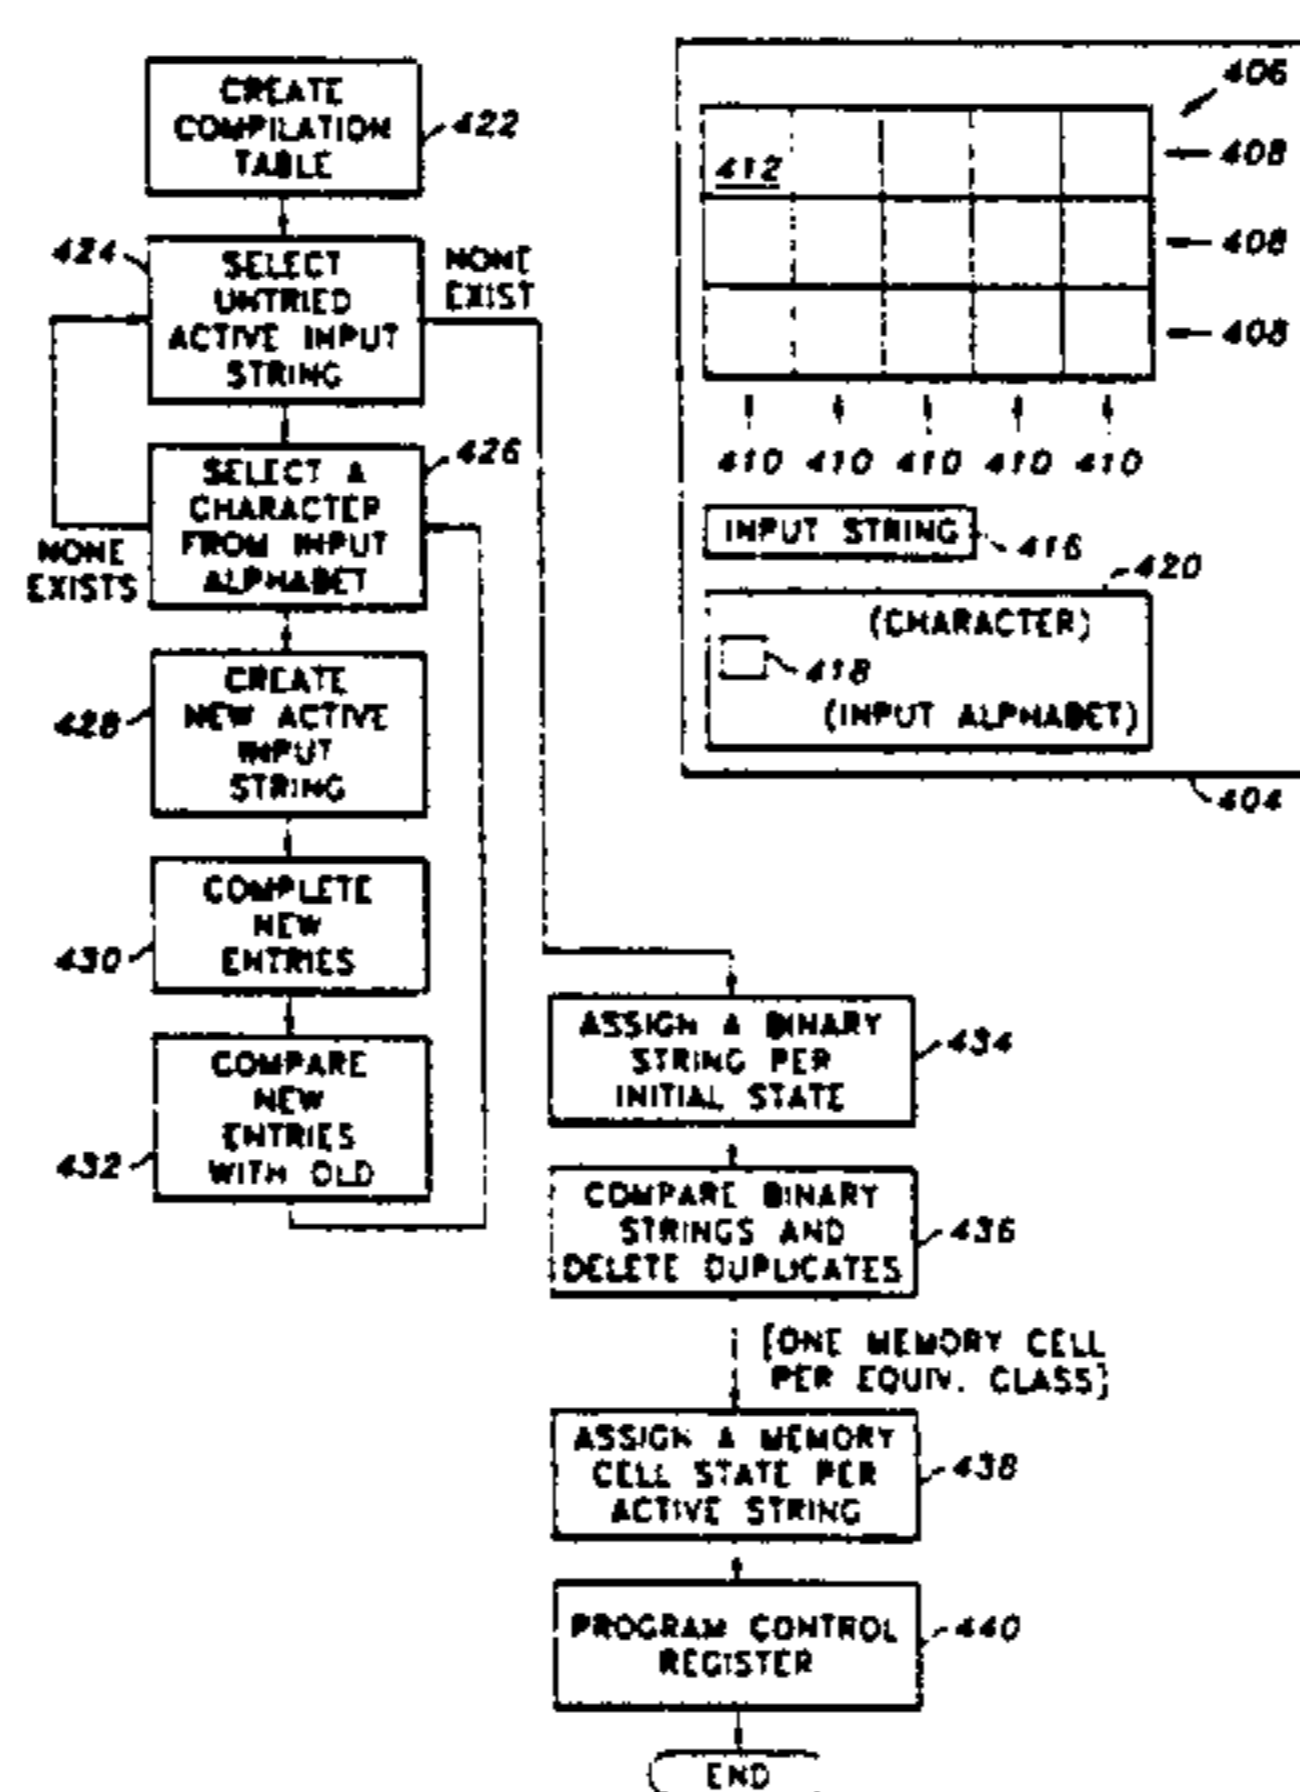 CREATE
COMPILATION
TABLE
422
424
SELECT
UNTRIED
ACTIVE INPUT
STRING
NONE
EXIST
426
SELECT A
CHARACTER
FROM INPUT
ALPHABET
NONE
EXISTS
428
CREATE
NEW ACTIVE
INPUT
STRING
430
COMPLETE
NEW
ENTRIES
432
COMPARE
NEW
ENTRIES
WITH OLD
406
412
408
408
408
410 410 410 410 410
INPUT STRING
416
420
(CHARACTER)
418
(INPUT ALPHABET)
404
ASSIGN A BINARY
STRING PER
INITIAL STATE
434
COMPARE BINARY
STRINGS AND
DELETE DUPLICATES
436
[ONE MEMORY CELL
PER EQUIV. CLASS]
ASSIGN A MEMORY
CELL STATE PER
ACTIVE STRING
438
PROGRAM CONTROL
REGISTER
440
END